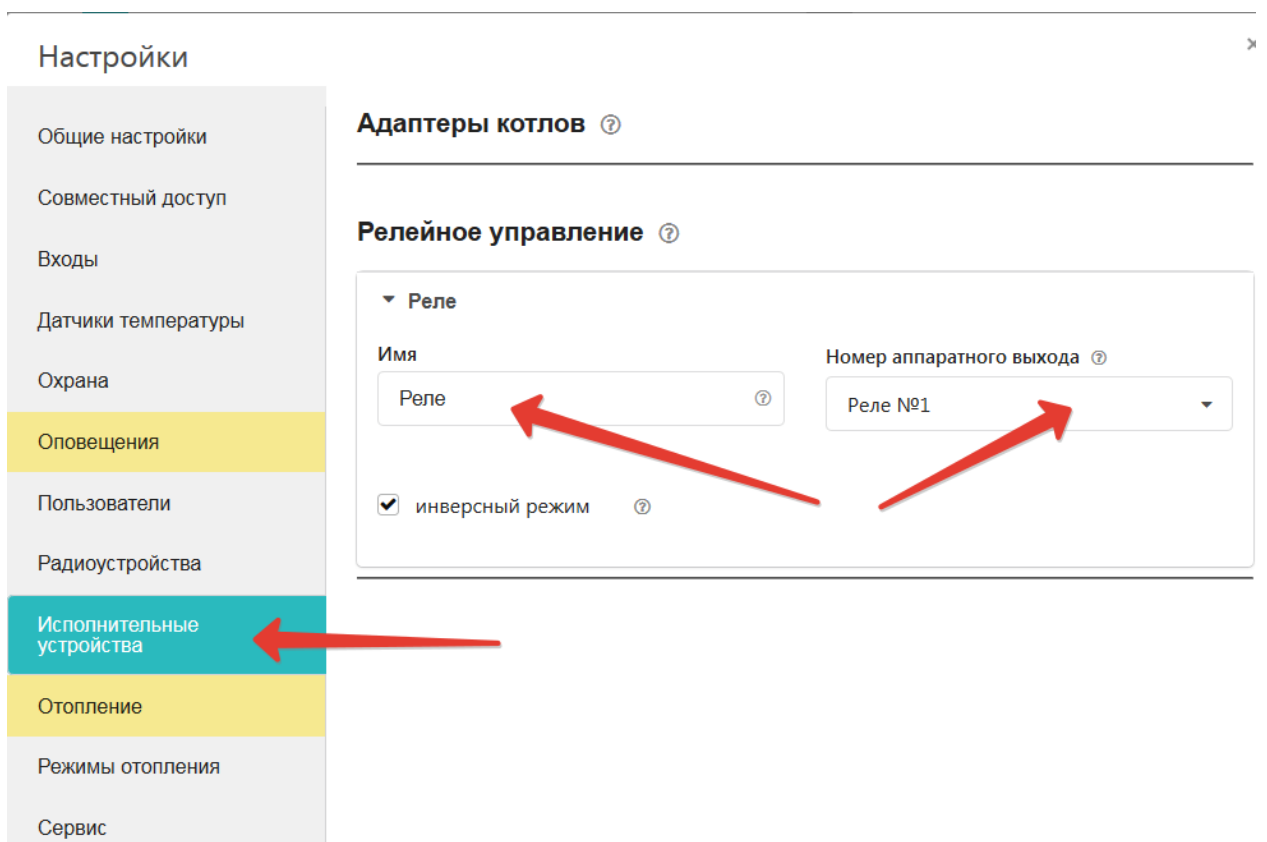 Настройки
Общие настройки
Совместный доступ
Входы
Датчики температуры
Охрана
Оповещения
Пользователи
Радиоустройства
Исполнительные
устройства
Отопление
Режимы отопления
Сервис
Адаптеры котлов
Релейное управление
Реле
Имя
Реле
Номер аппаратного выхода
Реле №1
инверсный режим